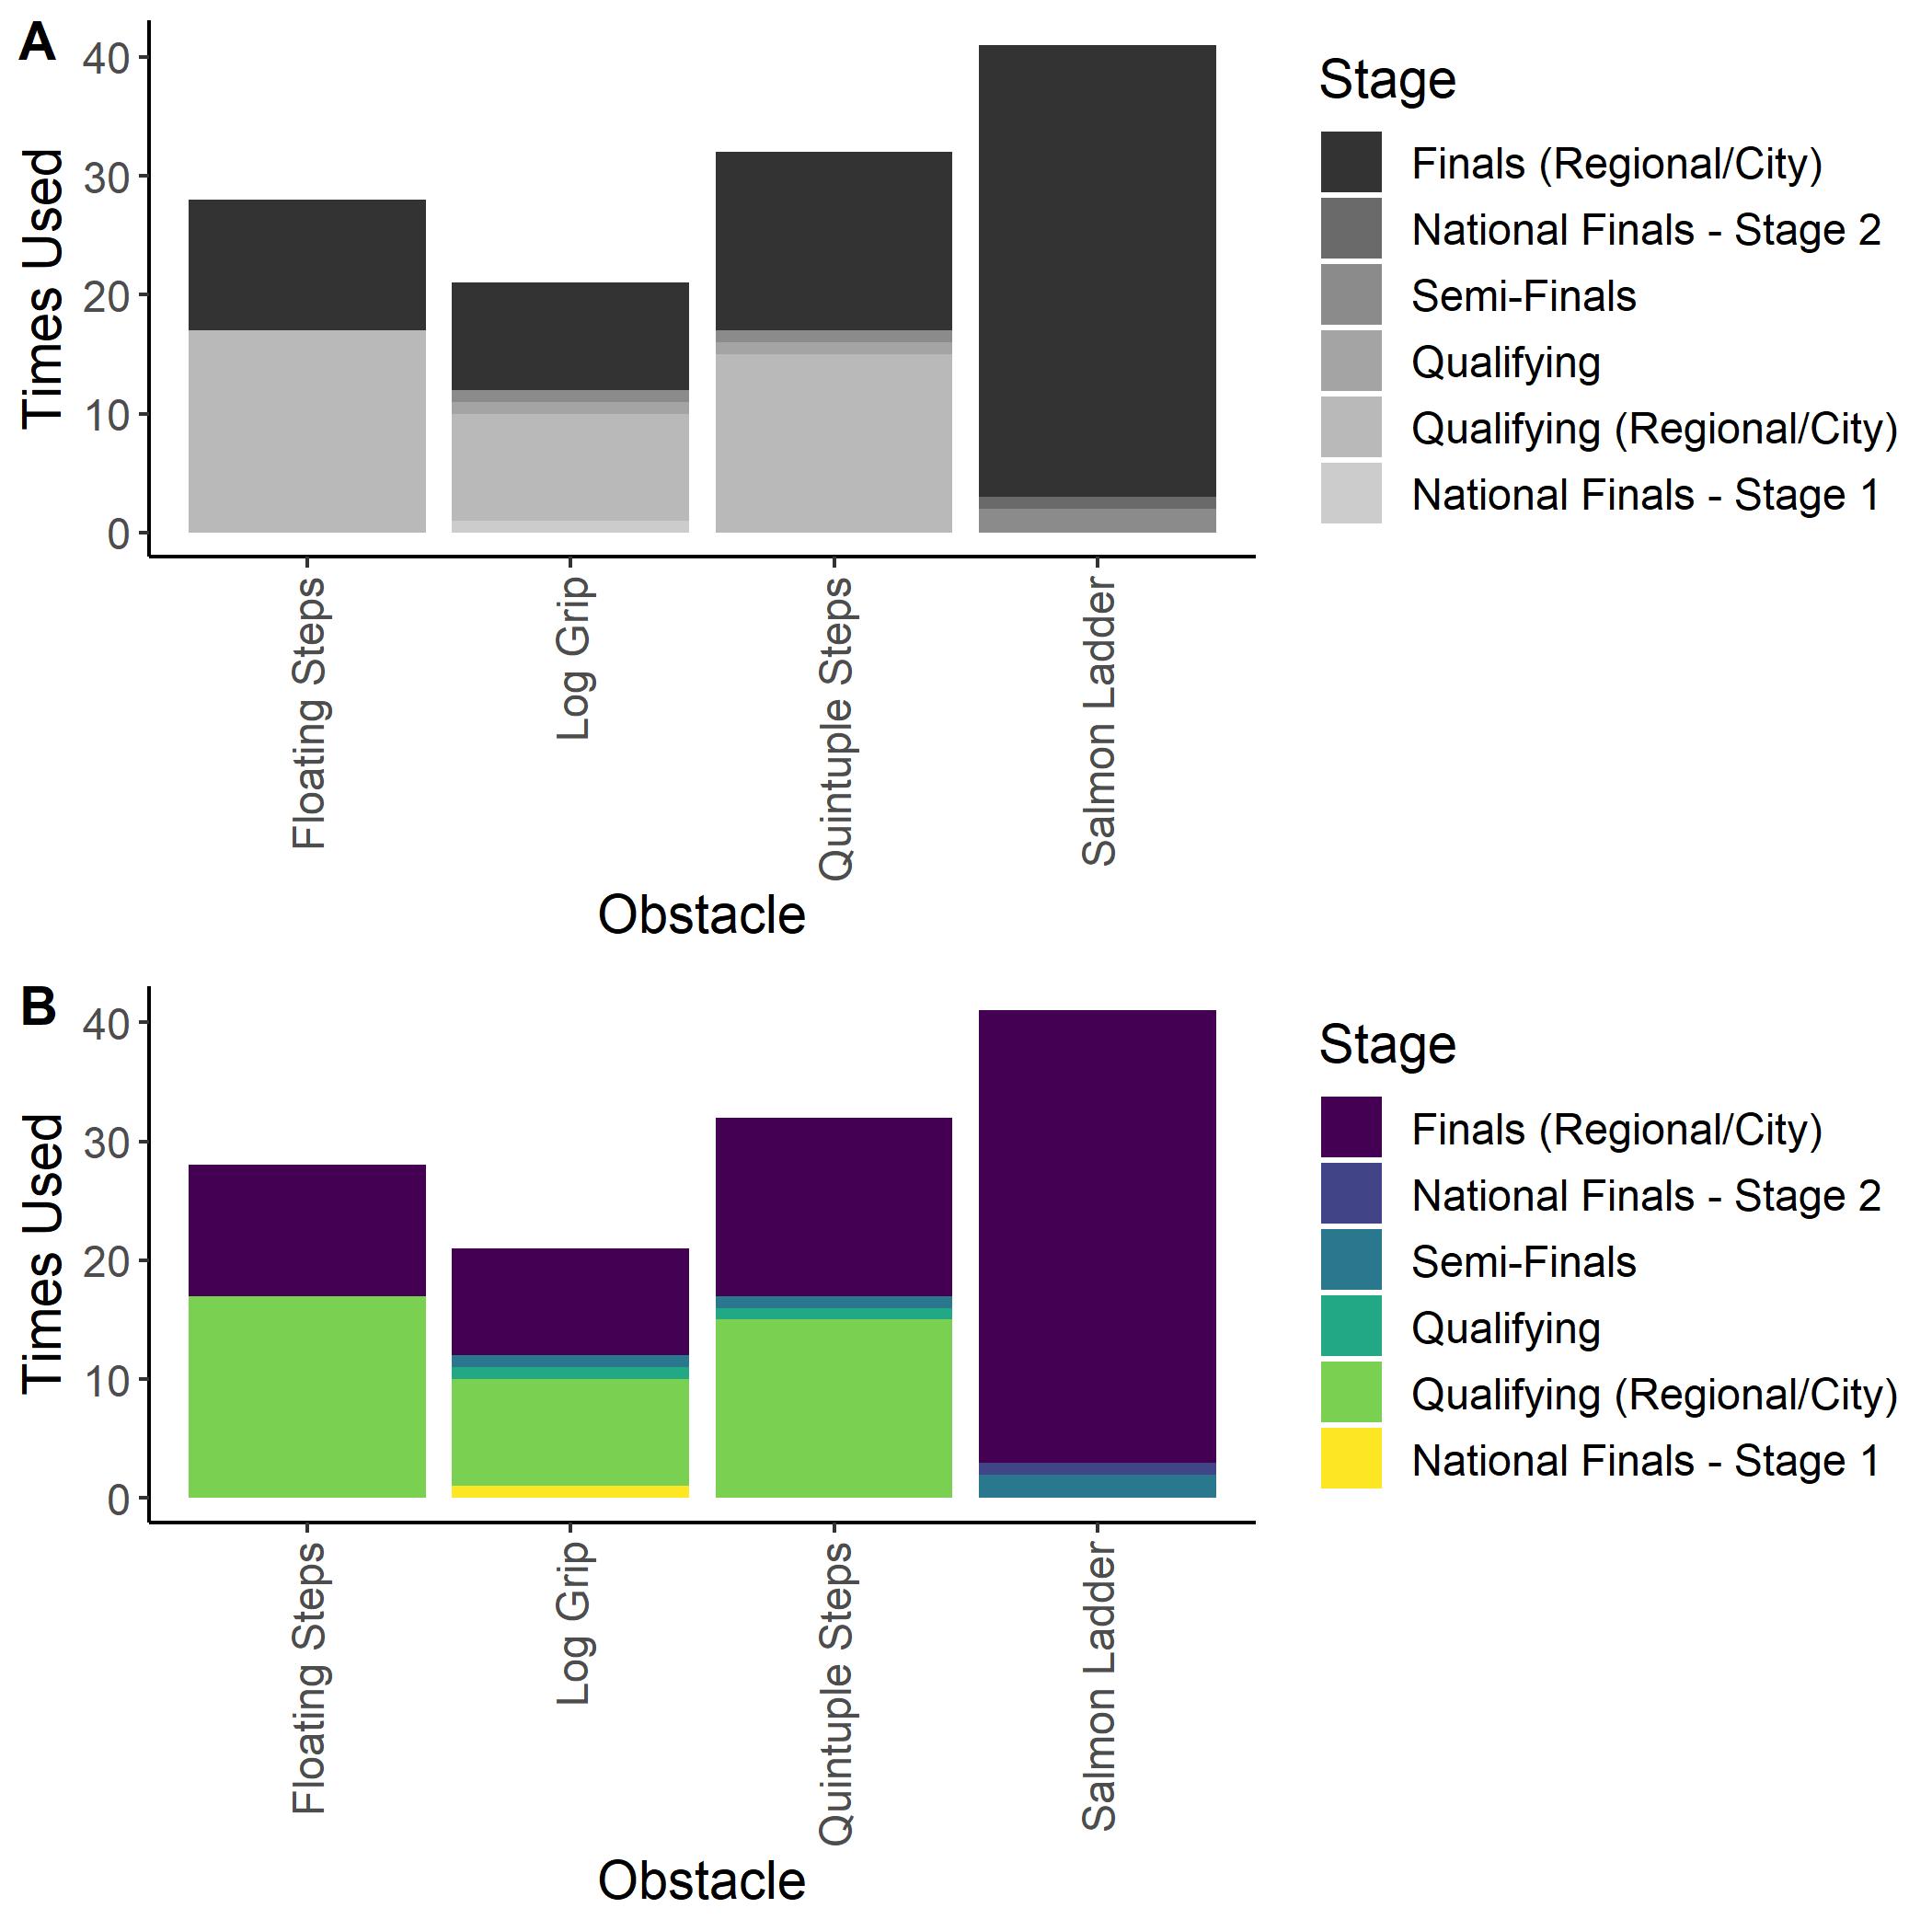 A
Times Used
40
30
20
10
0
Floating Steps
Log Grip
Quintuple Steps
Salmon Ladder
Obstacle
Stage
Finals (Regional/City)
National Finals - Stage 2
Semi-Finals
Qualifying
Qualifying (Regional/City)
National Finals - Stage 1
B
Times Used
40
30
20
10
0
Floating Steps
Log Grip
Quintuple Steps
Salmon Ladder
Obstacle
Stage
Finals (Regional/City)
National Finals - Stage 2
Semi-Finals
Qualifying
Qualifying (Regional/City)
National Finals - Stage 1